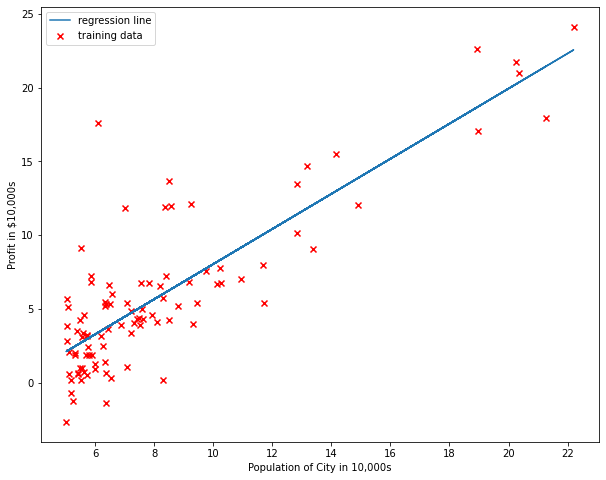 regression line
training data
25
20
15
10
5
0
6 8 10 12 14 16 18 20 22
Profit in $10,000s
Population of City in 10,000s